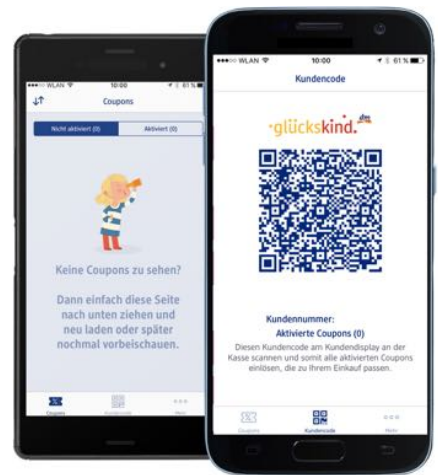 WLAN 10:00 61 %
Coupons
Nicht aktiviert (0) Aktiviert (0)
Keine Coupons zu sehen?
Dann einfach diese Seite
nach unten ziehen und
neu laden oder später
nochmal vorbeischauen.
Coupons Kundencode Mehr
WLAN 10:00 61 %
Kundencode
glückskind.
Kundennummer:
Aktivierte Coupons (0)
Diesen Kundencode am Kundendisplay an der
Kasse scannen und somit alle aktivierten Coupons
einlösen, die zu Ihrem Einkauf passen.
Coupons Kundencode Mehr